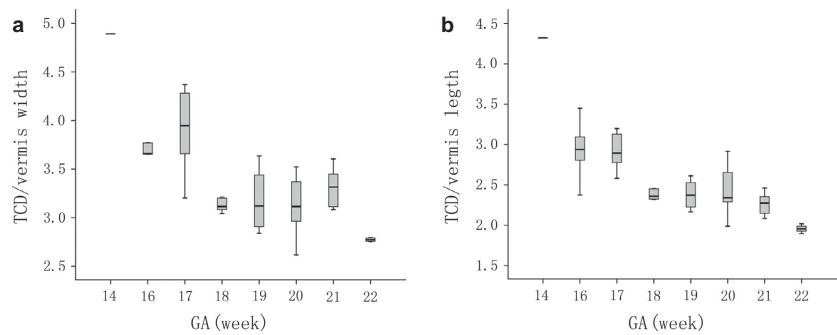 a
TCD/vermis width
5.0
4.5
4.0
3.5
3.0
2.5
14 16 17 18 19 20 21 22
GA(week)
b
TCD/vermis legth
4.5
4.0
3.5
3.0
2.5
2.0
1.5
14 16 17 18 19 20 21 22
GA(week)